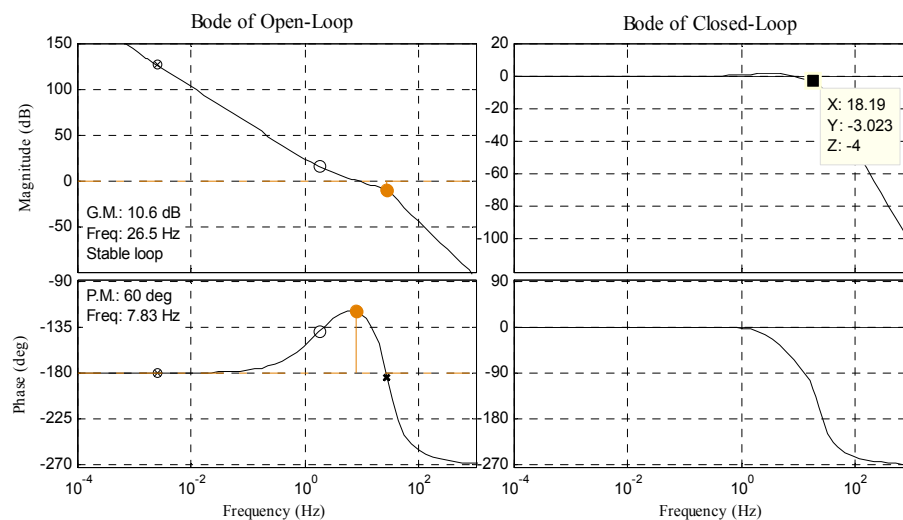 Bode of Open-Loop
Bode of Closed-Loop
Magnitude (dB)
150
100
50
0
-50
G.M.: 10.6 dB
Freq: 26.5 Hz
Stable loop
20
0
-20
-40
-60
-80
100
X: 18.19
Y: -3.023
Z: -4
Phase (deg)
-90
-135
-180
-225
-270
P.M.: 60 deg
Freq: 7.83 Hz
90
0
-90
-180
-270
10^-4
10^-2
10^0
10^2
Frequency (Hz)
10^-4
10^-2
10^0
10^2
Frequency (Hz)